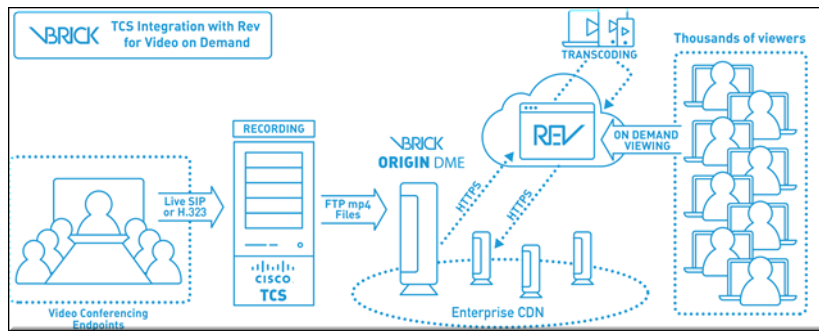 VBRICK
TCS Integration with Rev
for Video on Demand
TRANSCODING
Thousands of viewers
RECORDING
VBRICK
ORIGIN DME
REV
ON DEMAND
VIEWING
Live SIP
or H.323
FTP mp4
Files
HTTPS
HTTPS
CISCO
TCS
Enterprise CDN
Video Conferencing
Endpoints